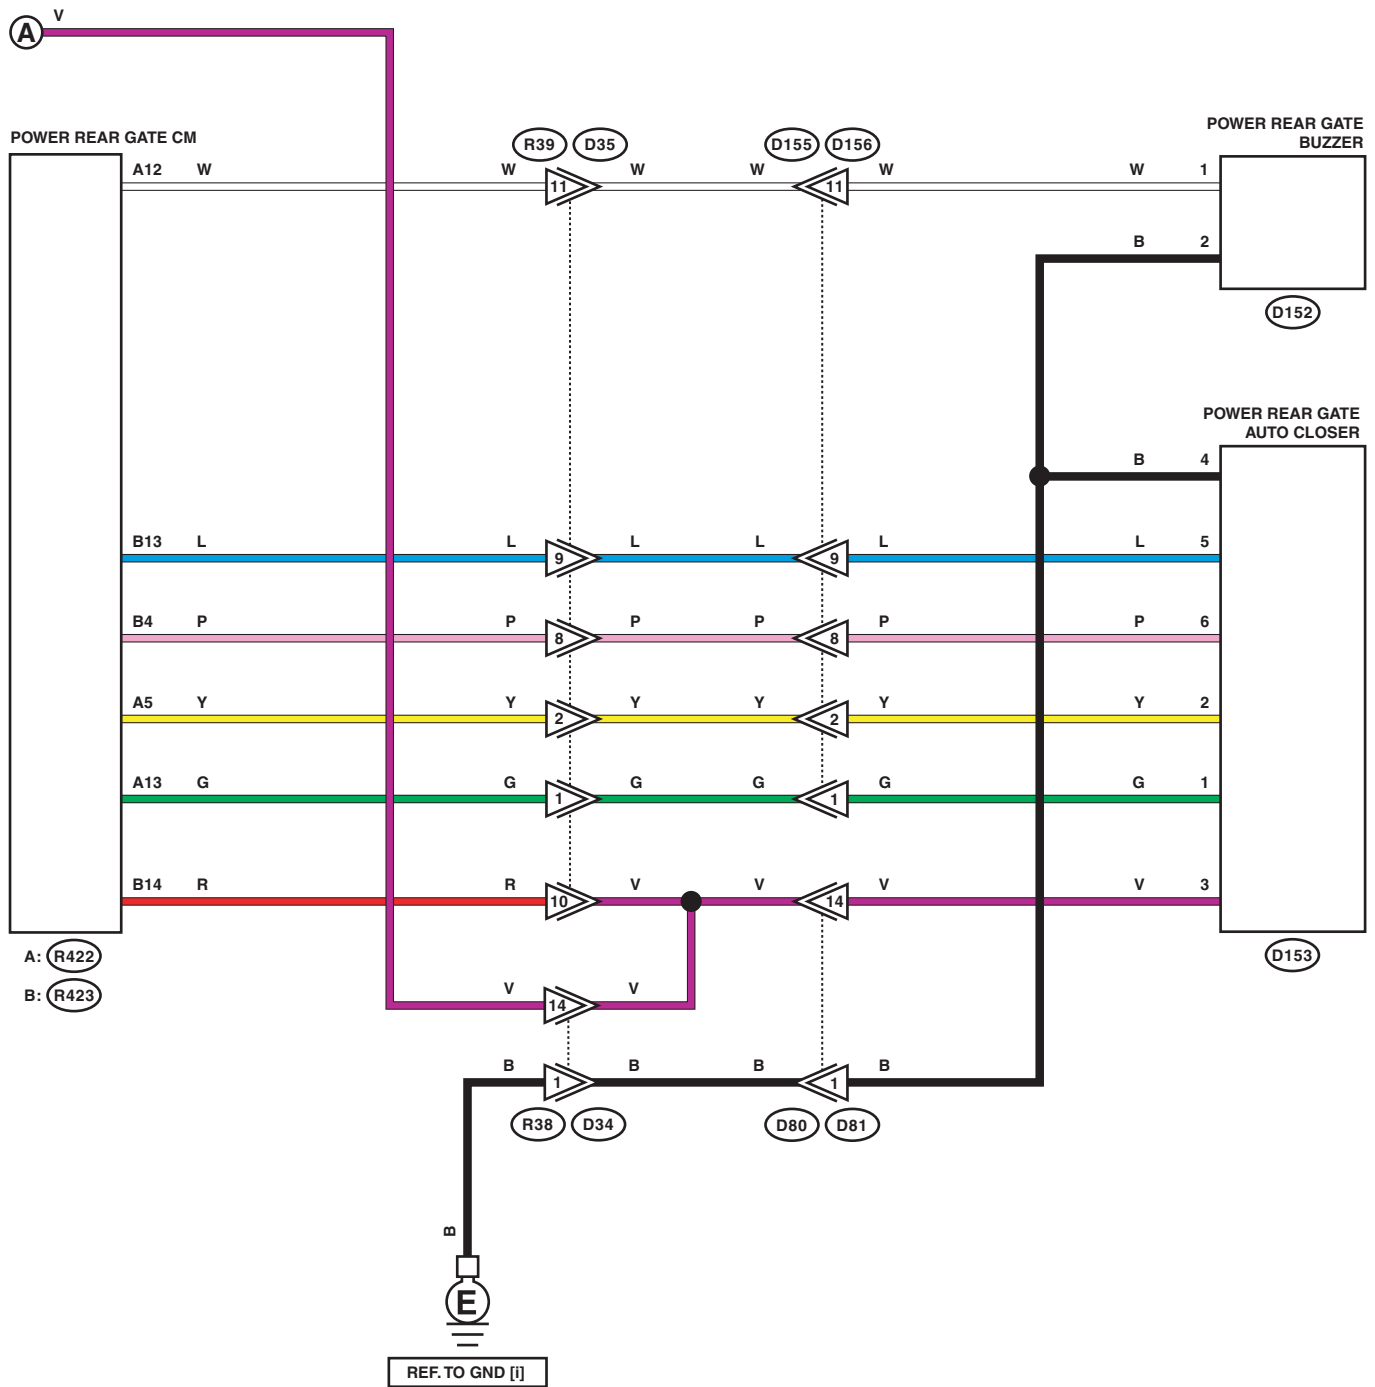 V
A
POWER REAR GATE CM
R39 D35 D155 D156
POWER REAR GATE
BUZZER
A12 W W W W W W 1
11 11
B 2
D152
POWER REAR GATE
AUTO CLOSER
B 4
B13 L L L L L L 5
9 9
B4 P P P P P P 6
8 8
A5 Y Y Y Y Y Y 2
2 2
A13 G G G G G G 1
1 1
B14 R R V V V V 3
10 14
A: R422
D153
B: R423
V V
14
B B B B
1 1
R38 D34 D80 D81
B
E
REF. TO GND [i]